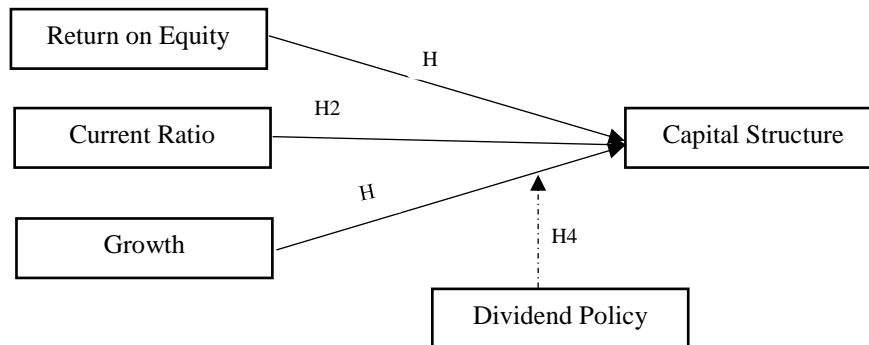 Return on Equity
H
H2
Current Ratio
Capital Structure
H
Growth
H4
Dividend Policy